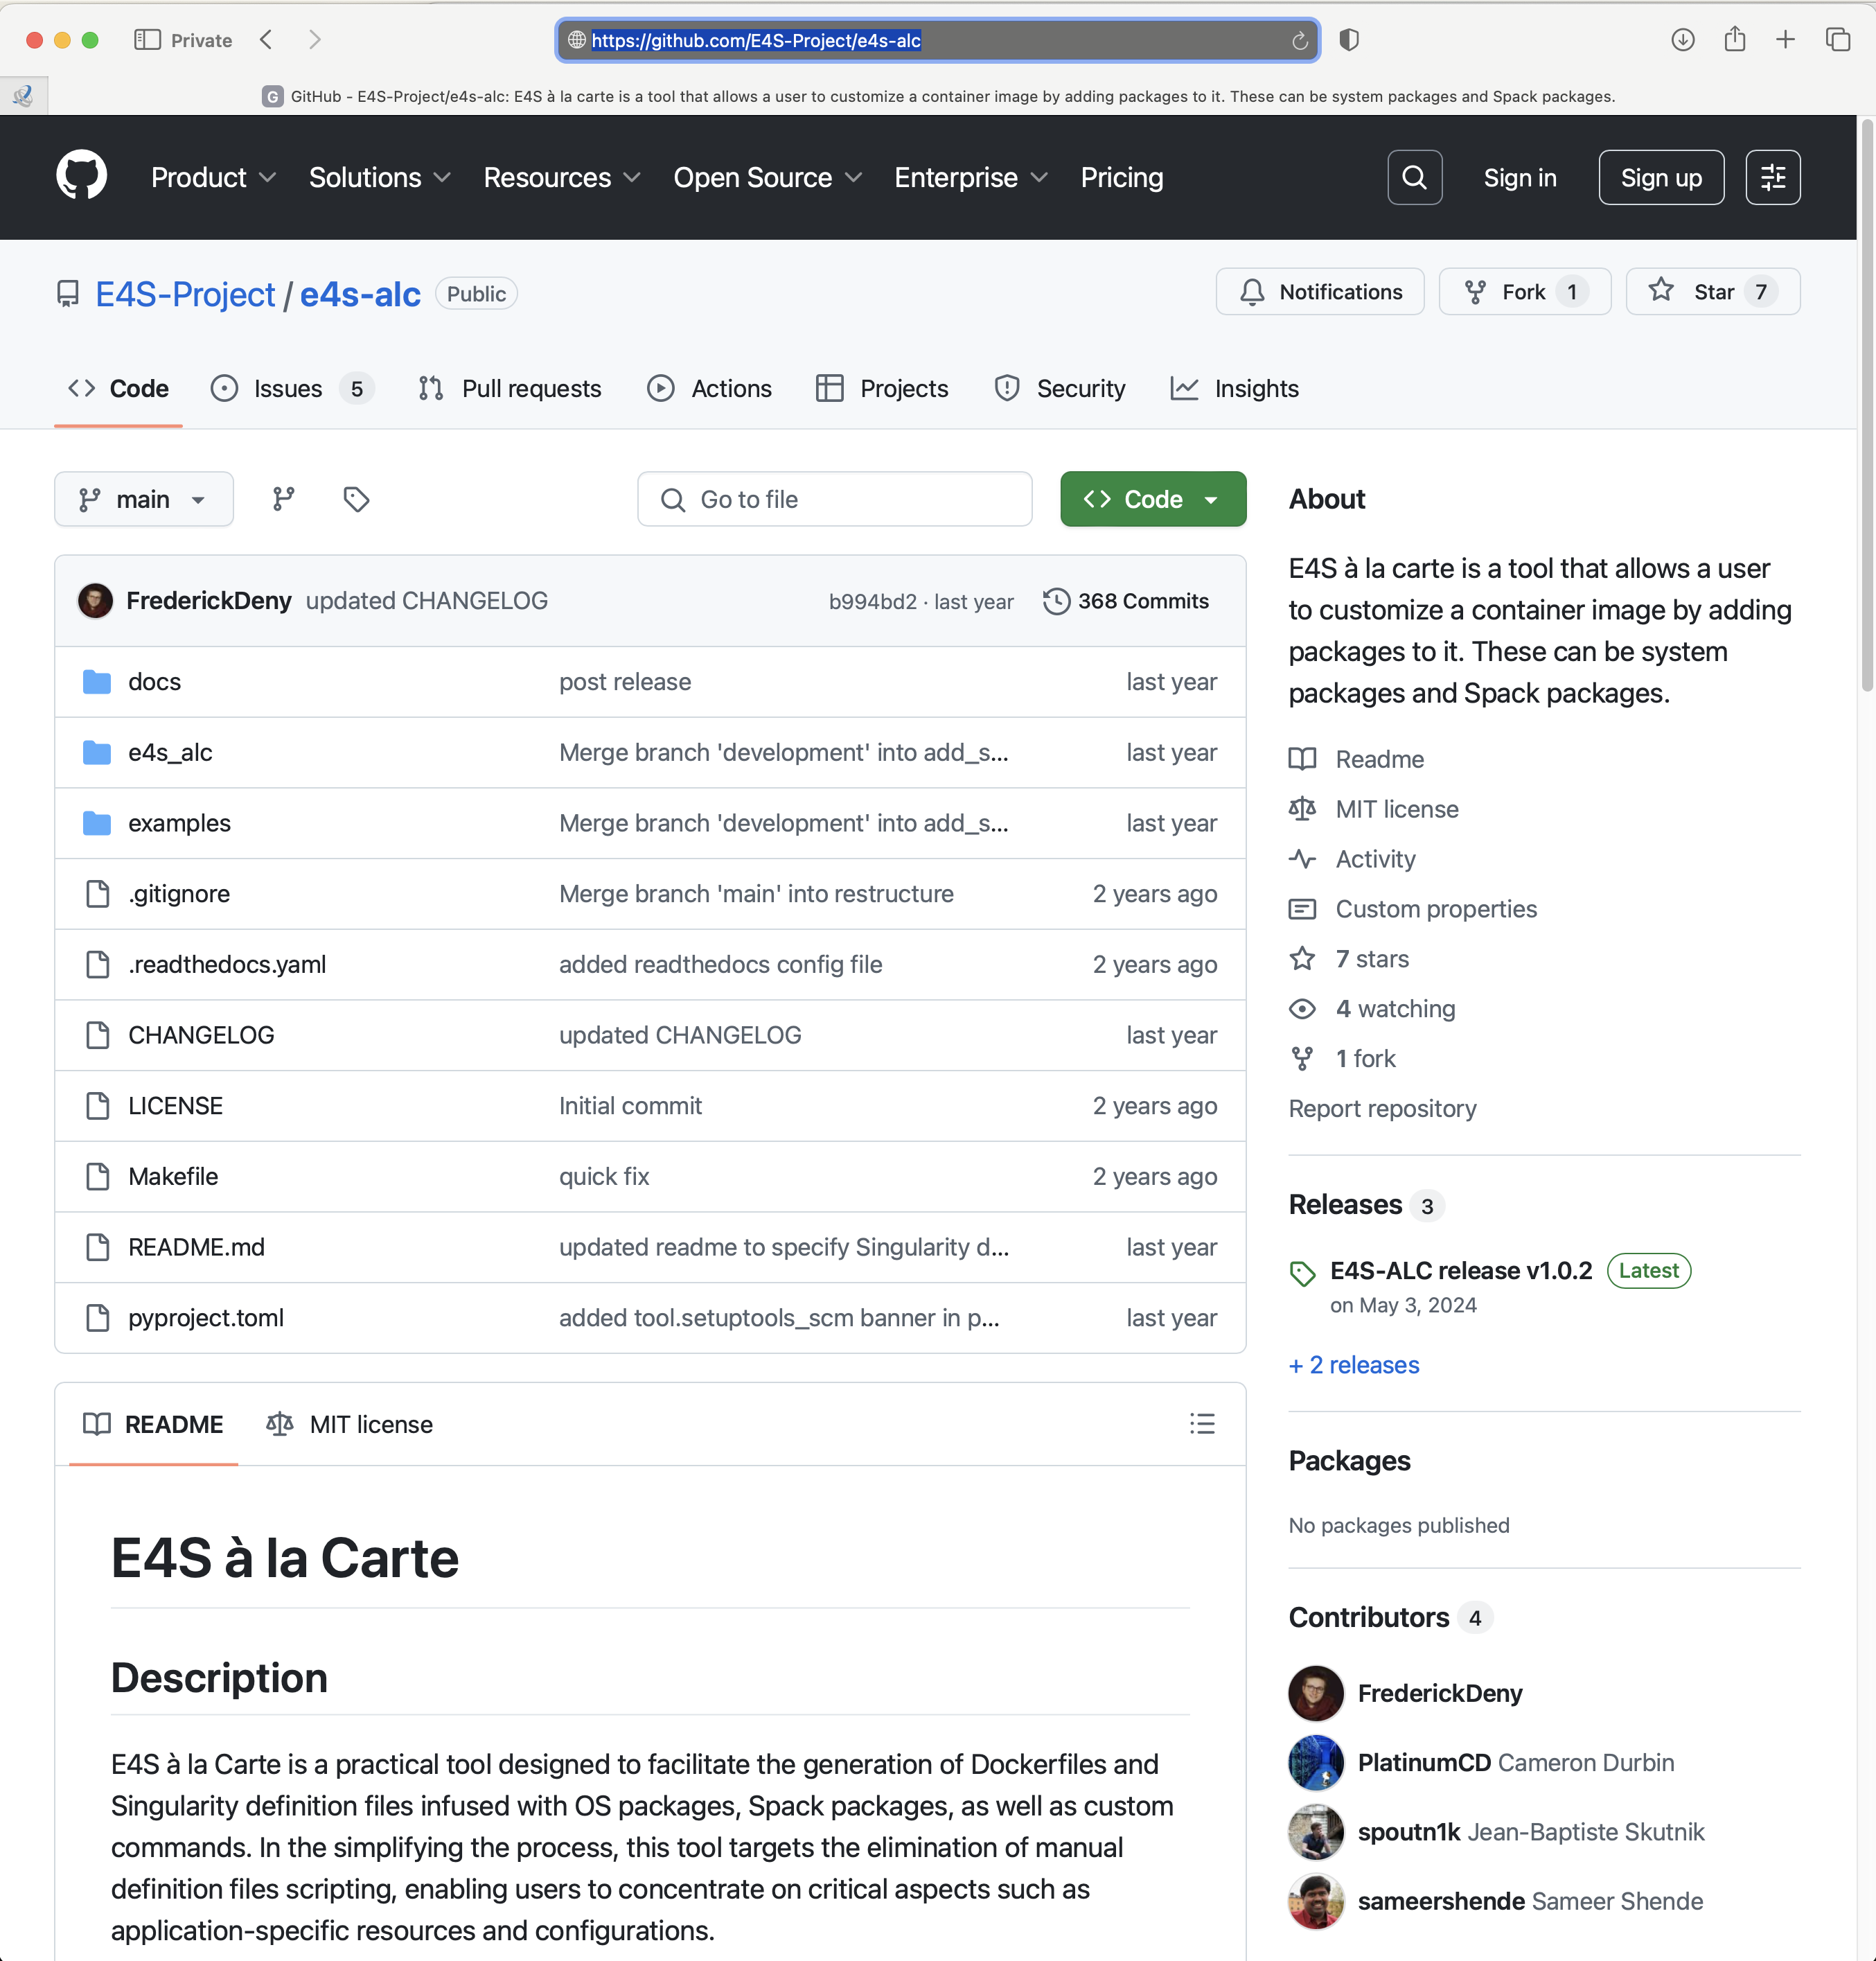 Private
https://github.com/E4S-Project/e4s-alc
G GitHub - E4S-Project/e4s-alc: E4S à la carte is a tool that allows a user to customize a container image by adding packages to it. These can be system packages and Spack packages.
Product Solutions Resources Open Source Enterprise Pricing Sign in Sign up
E4S-Project / e4s-alc Public Notifications Fork 1 Star 7
Code Issues 5 Pull requests Actions Projects Security Insights
main Go to file Code
FrederickDeny updated CHANGELOG b994bd2 · last year 368 Commits
docs post release last year
e4s_alc Merge branch 'development' into add_s... last year
examples Merge branch 'development' into add_s... last year
.gitignore Merge branch 'main' into restructure 2 years ago
.readthedocs.yaml added readthedocs config file 2 years ago
CHANGELOG updated CHANGELOG last year
LICENSE Initial commit 2 years ago
Makefile quick fix 2 years ago
README.md updated readme to specify Singularity d... last year
pyproject.toml added tool.setuptools_scm banner in p... last year
README MIT license
E4S à la Carte
Description
E4S à la Carte is a practical tool designed to facilitate the generation of Dockerfiles and
Singularity definition files infused with OS packages, Spack packages, as well as custom
commands. In the simplifying the process, this tool targets the elimination of manual
definition files scripting, enabling users to concentrate on critical aspects such as
application-specific resources and configurations.
About
E4S à la carte is a tool that allows a user
to customize a container image by adding
packages to it. These can be system
packages and Spack packages.
Readme
MIT license
Activity
Custom properties
7 stars
4 watching
1 fork
Report repository
Releases 3
E4S-ALC release v1.0.2 Latest
on May 3, 2024
+ 2 releases
Packages
No packages published
Contributors 4
FrederickDeny
PlatinumCD Cameron Durbin
spoutn1k Jean-Baptiste Skutnik
sameershende Sameer Shende